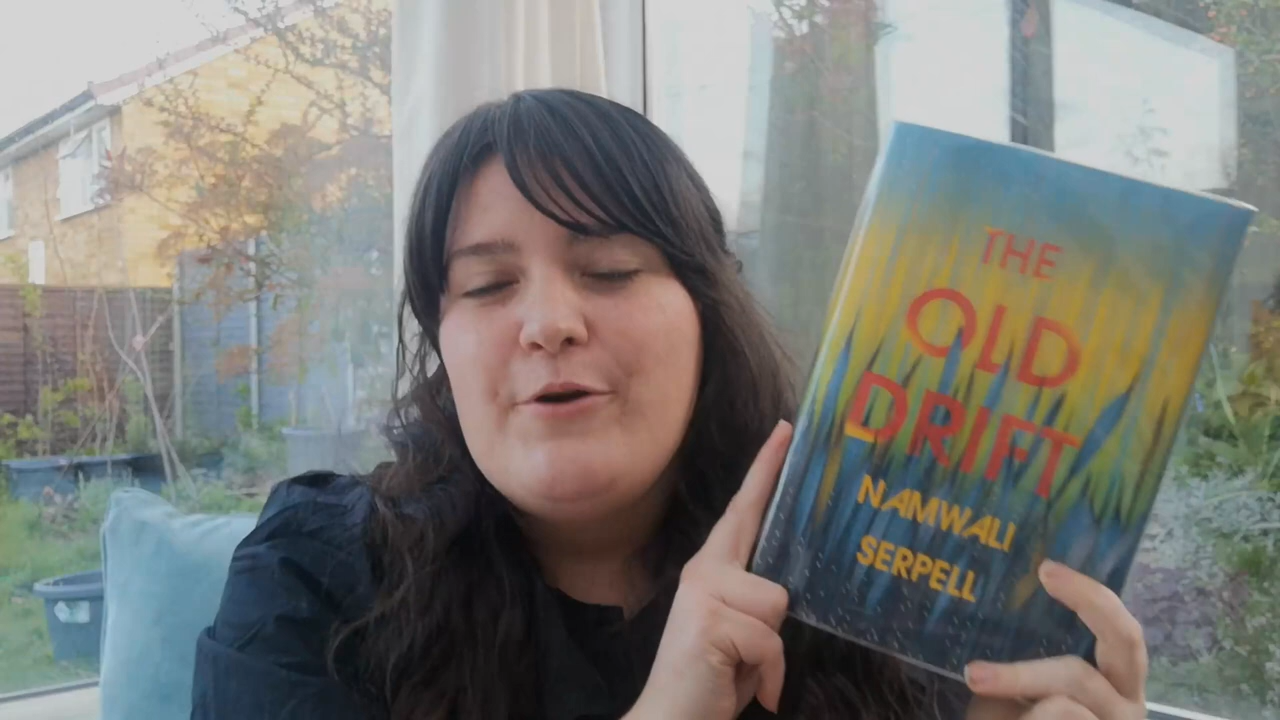 THE
OLD
DRIFT
NAMWALI
SERPELL